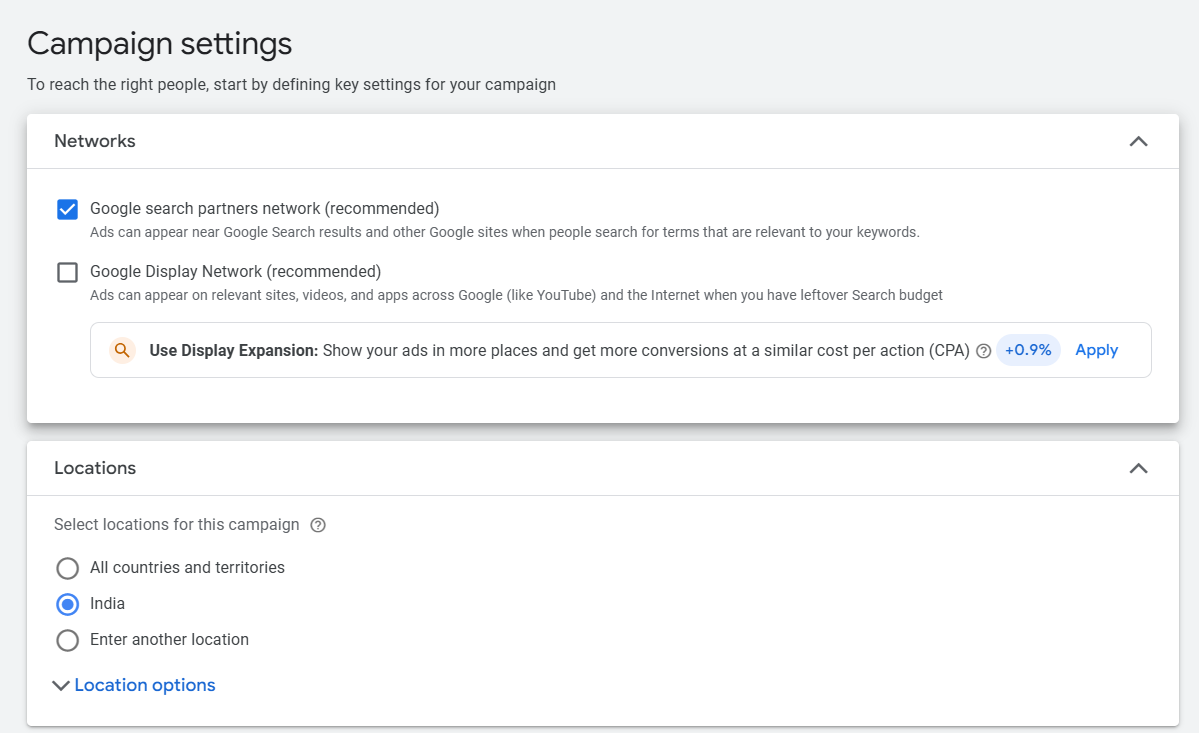 Campaign settings
To reach the right people, start by defining key settings for your campaign
Networks
Google search partners network (recommended)
Ads can appear near Google Search results and other Google sites when people search for terms that are relevant to your keywords.
Google Display Network (recommended)
Ads can appear on relevant sites, videos, and apps across Google (like YouTube) and the Internet when you have leftover Search budget
Use Display Expansion: Show your ads in more places and get more conversions at a similar cost per action (CPA) ? +0.9% Apply
Locations
Select locations for this campaign ?
All countries and territories
India
Enter another location
Location options